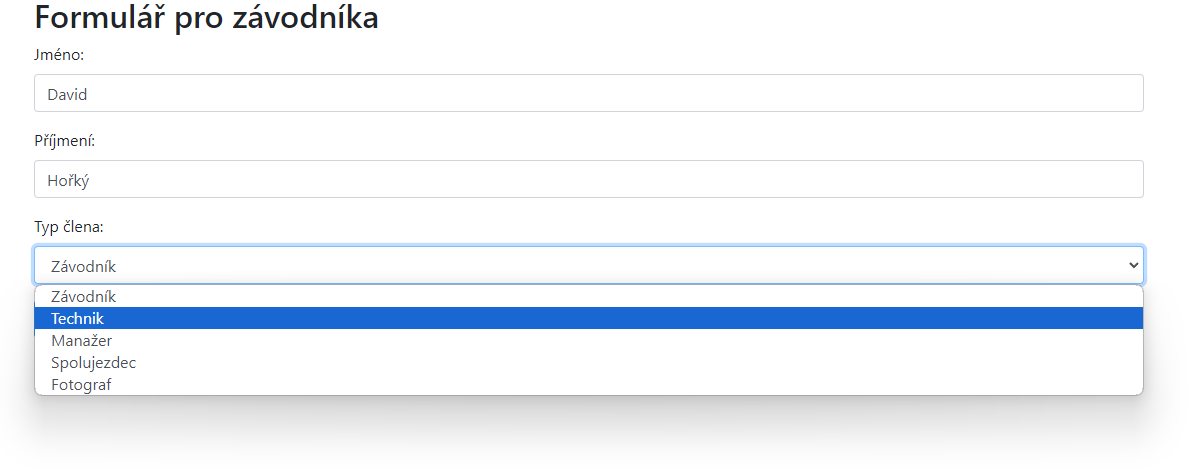 Formulář pro závodníka
Jméno:
David
Příjmení:
Hořký
Typ člena:
Závodník
Závodník
Technik
Manažer
Spolujezdec
Fotograf